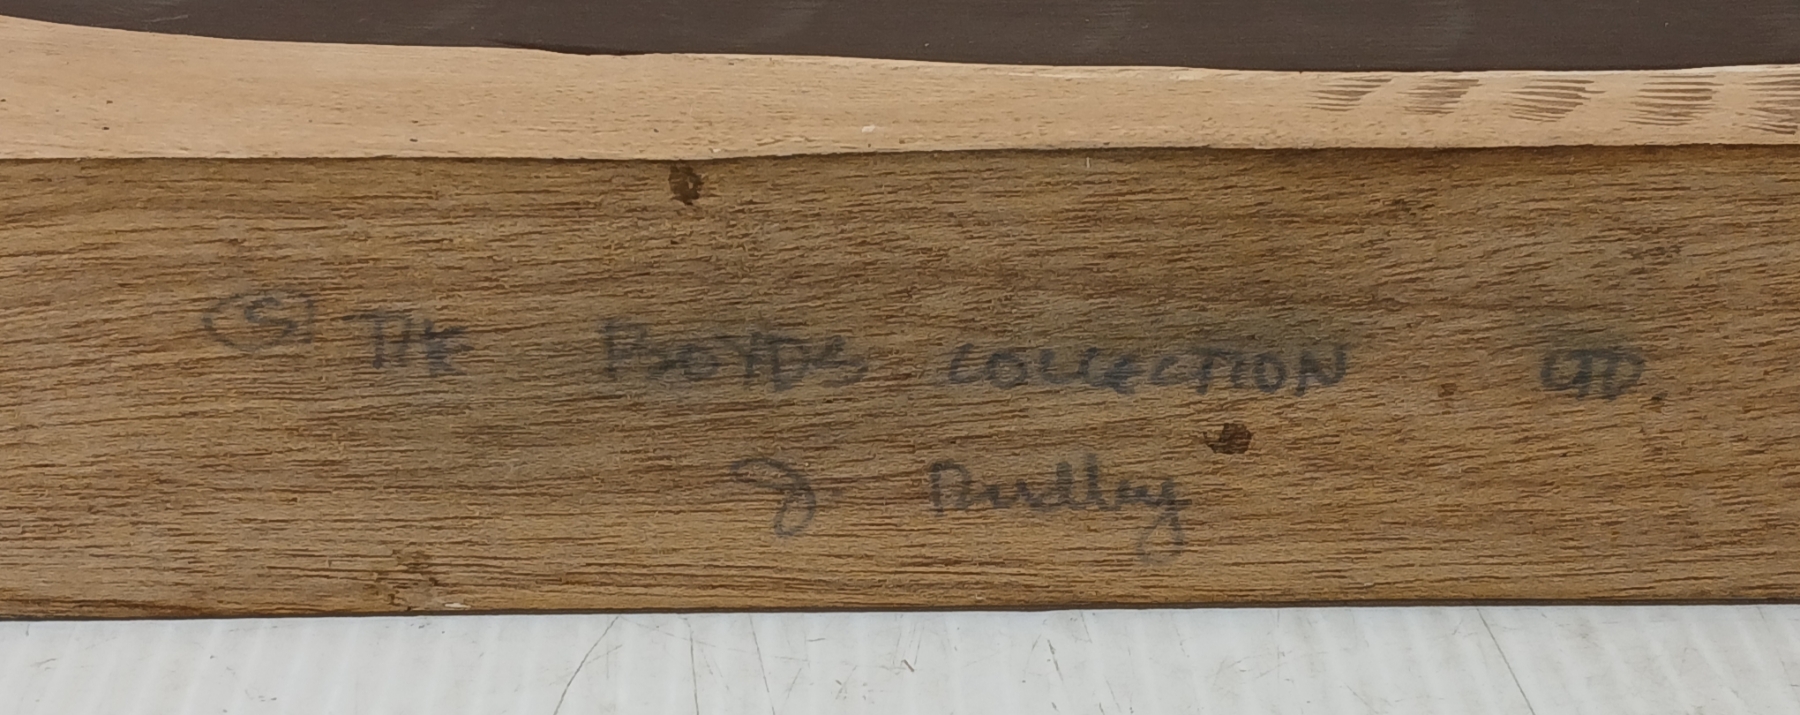 Ⓢ THE BOYDS COLLECTION LTD.
J. Dudley